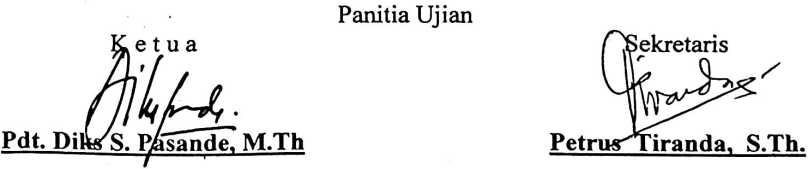 Panitia Ujian
K e t u a
Sekretaris
Pdt. Diks S. Pasande, M.Th
Petrus Tiranda, S.Th.